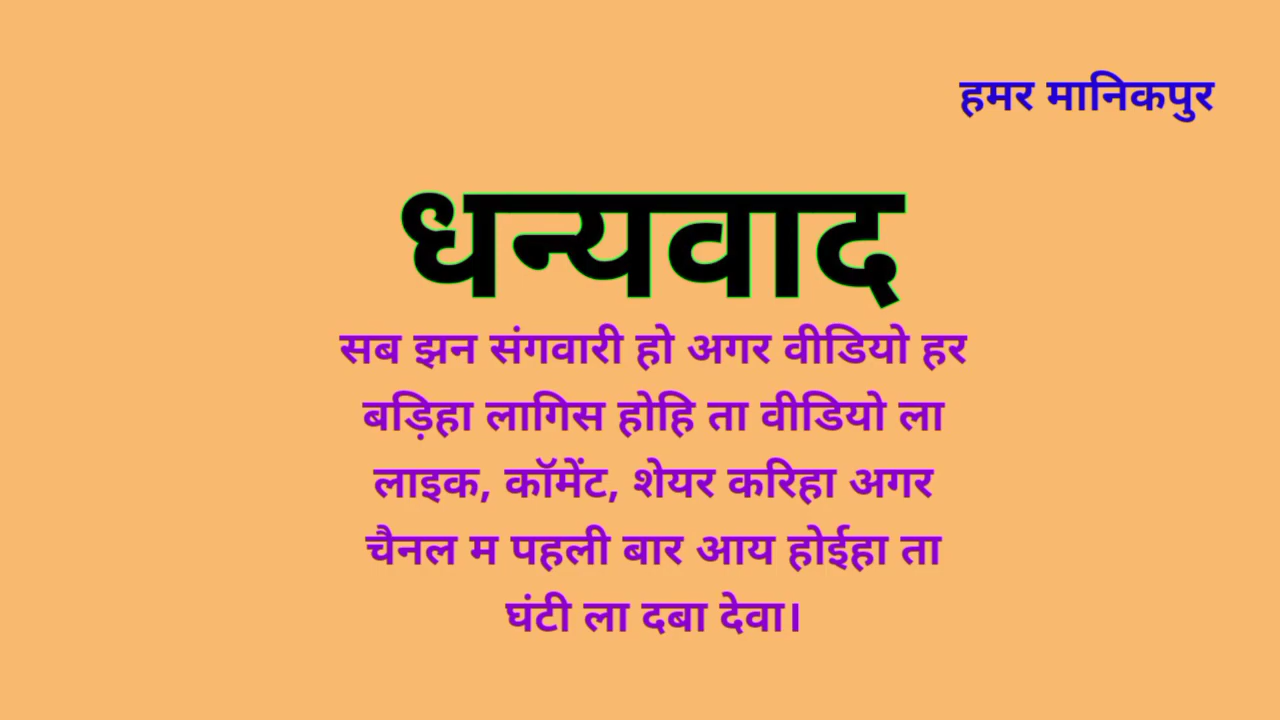 हमर मानिकपुर
धन्यवाद
सब झन संगवारी हो अगर वीडियो हर
बड़िहा लागिस होहि ता वीडियो ला
लाइक, कॉमेंट, शेयर करिहा अगर
चैनल म पहली बार आय होईहा ता
घंटी ला दबा देवा।